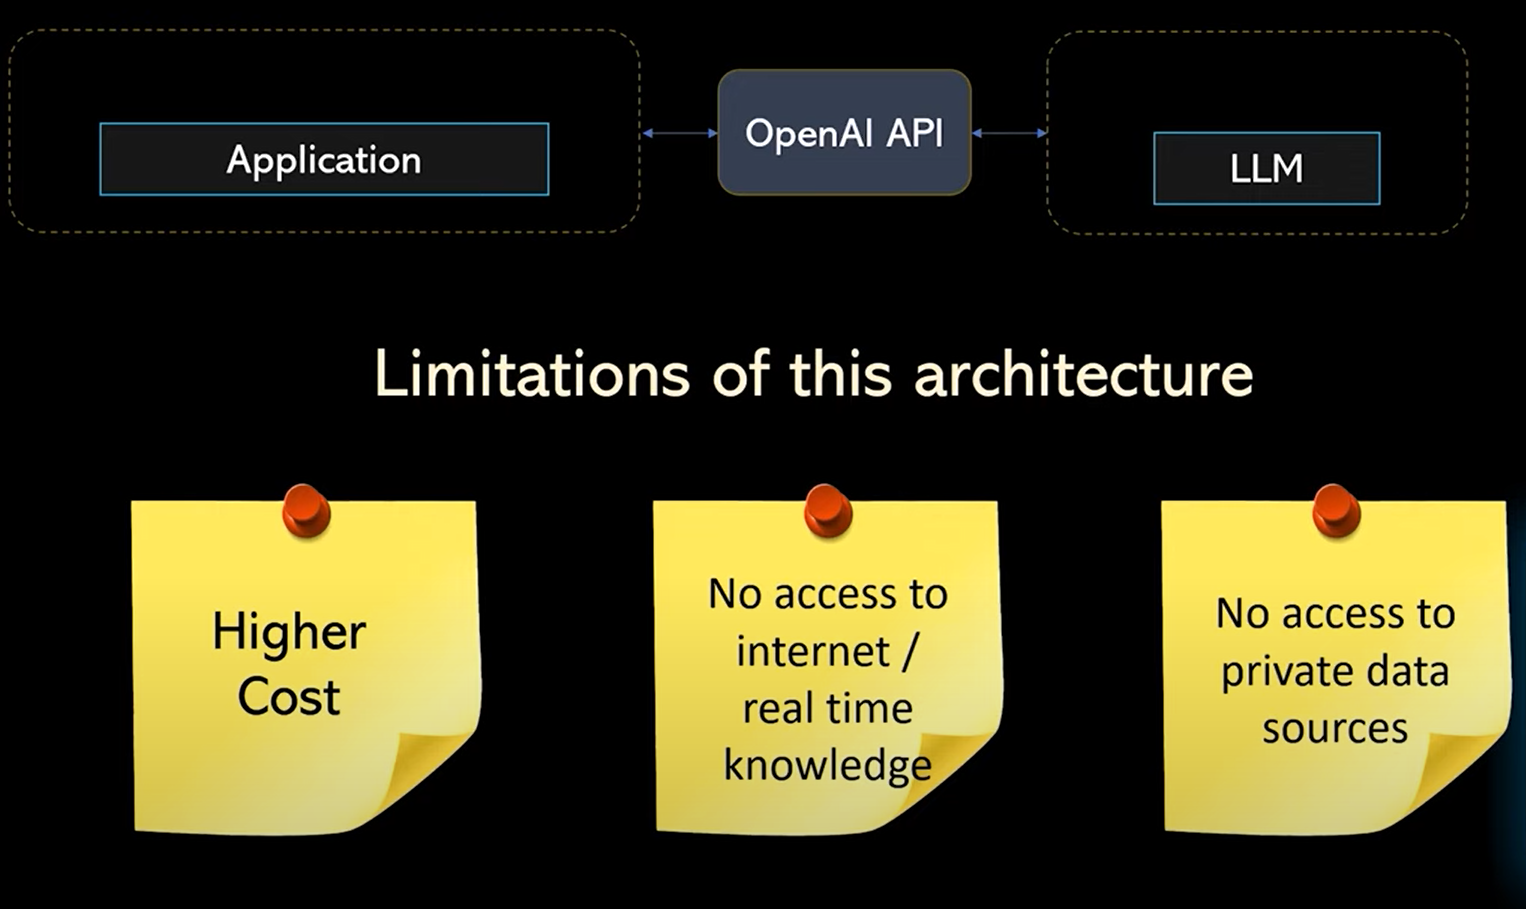 Application
OpenAI API
LLM
Limitations of this architecture
Higher
Cost
No access to
internet /
real time
knowledge
No access to
private data
sources